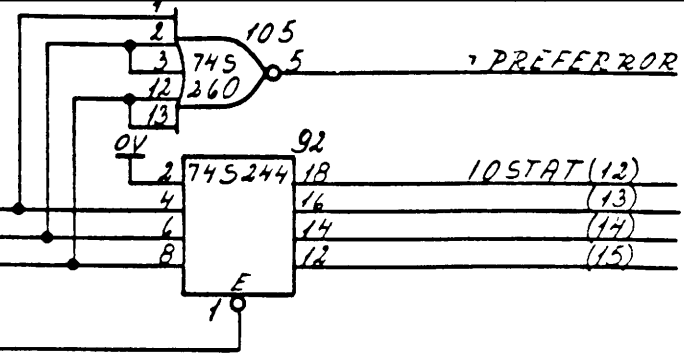 1
2 105
3 74S 5 , PREFERROR
12 260
13
0V 92
2 74S244 18 IOSTAT(12)
4 16 (13)
6 14 (14)
8 12 (15)
E
1